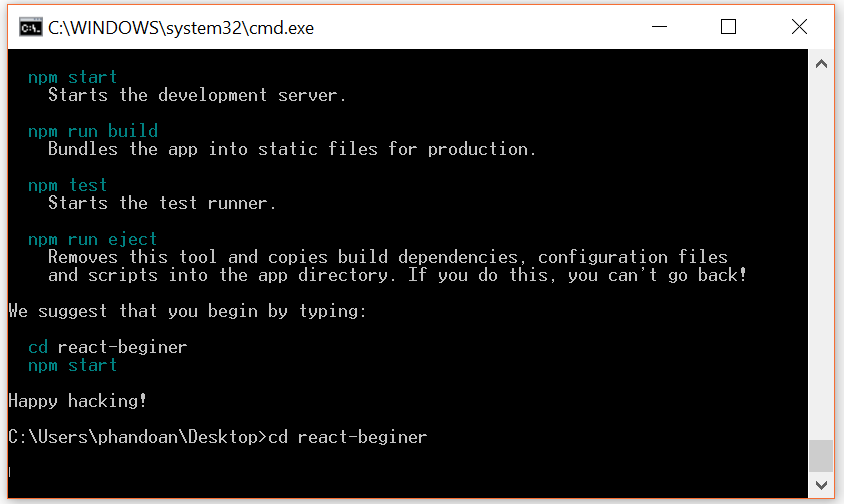 C:\WINDOWS\system32\cmd.exe
npm start
Starts the development server.
npm run build
Bundles the app into static files for production.
npm test
Starts the test runner.
npm run eject
Removes this tool and copies build dependencies, configuration files
and scripts into the app directory. If you do this, you can't go back!
We suggest that you begin by typing:
cd react-beginer
npm start
Happy hacking!
C:\Users\phandoan\Desktop>cd react-beginer